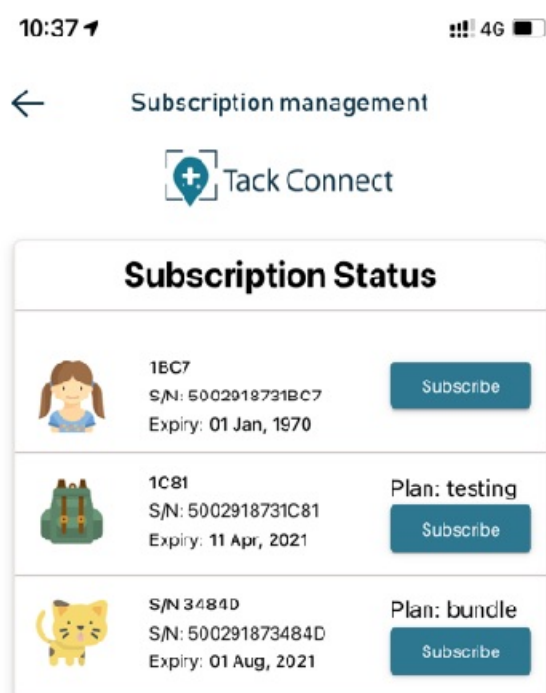 10:37
4G
Subscription management
Tack Connect
Subscription Status
1BC7
S/N: 5002918731BC7
Expiry: 01 Jan, 1970
Subscribe
1C81
S/N: 5002918731C81
Expiry: 11 Apr, 2021
Plan: testing
Subscribe
S/N 3484D
S/N: 500291873484D
Expiry: 01 Aug, 2021
Plan: bundle
Subscribe